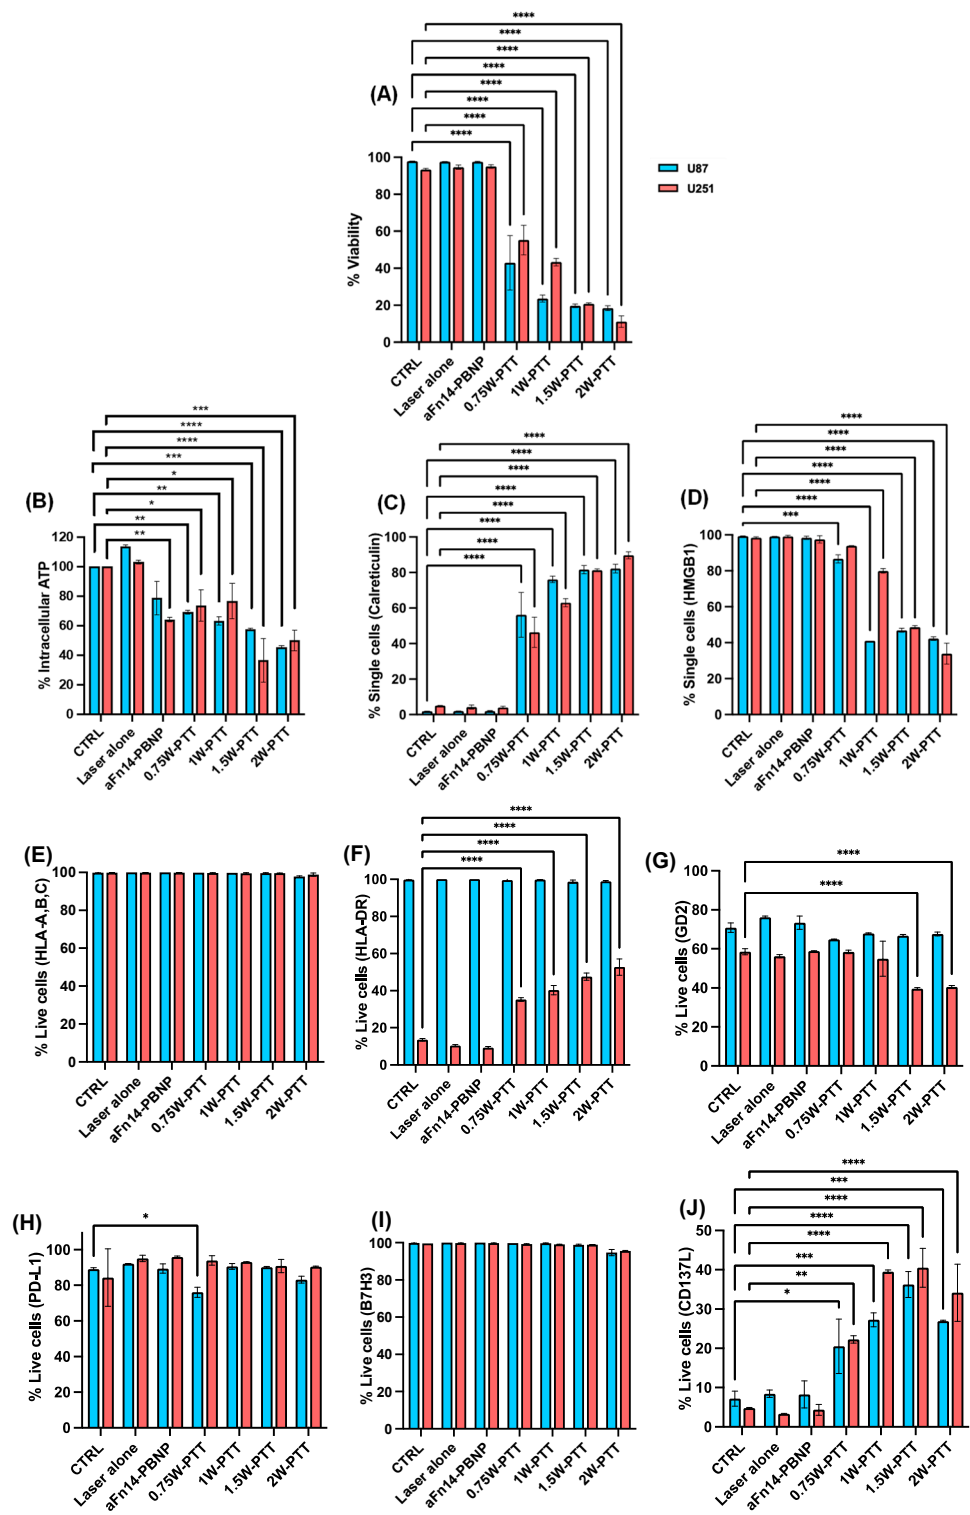 ****
****
****
****
****
****
****
****
(A)
U87
U251
% Viability
100
80
60
40
20
0
CTRL
Laser alone
aFn14-PBNP
0.75W-PTT
1W-PTT
1.5W-PTT
2W-PTT
(B)
***
****
****
***
*
**
*
**
**
% Intracellular ATP
120
100
80
60
40
20
0
CTRL
Laser alone
aFn14-PBNP
0.75W-PTT
1W-PTT
1.5W-PTT
2W-PTT
(C)
****
****
****
****
****
****
****
****
% Single cells (Calreticulin)
100
80
60
40
20
0
CTRL
Laser alone
aFn14-PBNP
0.75W-PTT
1W-PTT
1.5W-PTT
2W-PTT
(D)
****
****
****
****
****
****
***
% Single cells (HMGB1)
100
80
60
40
20
0
CTRL
Laser alone
aFn14-PBNP
0.75W-PTT
1W-PTT
1.5W-PTT
2W-PTT
(E)
% Live cells (HLA-A,B,C)
100
80
60
40
20
0
CTRL
Laser alone
aFn14-PBNP
0.75W-PTT
1W-PTT
1.5W-PTT
2W-PTT
(F)
****
****
****
****
% Live cells (HLA-DR)
100
80
60
40
20
0
CTRL
Laser alone
aFn14-PBNP
0.75W-PTT
1W-PTT
1.5W-PTT
2W-PTT
(G)
****
****
% Live cells (GD2)
100
80
60
40
20
0
CTRL
Laser alone
aFn14-PBNP
0.75W-PTT
1W-PTT
1.5W-PTT
2W-PTT
(H)
*
% Live cells (PD-L1)
100
80
60
40
20
0
CTRL
Laser alone
aFn14-PBNP
0.75W-PTT
1W-PTT
1.5W-PTT
2W-PTT
(I)
% Live cells (B7H3)
100
80
60
40
20
0
CTRL
Laser alone
aFn14-PBNP
0.75W-PTT
1W-PTT
1.5W-PTT
2W-PTT
(J)
****
***
****
****
****
***
**
*
% Live cells (CD137L)
50
40
30
20
10
0
CTRL
Laser alone
aFn14-PBNP
0.75W-PTT
1W-PTT
1.5W-PTT
2W-PTT